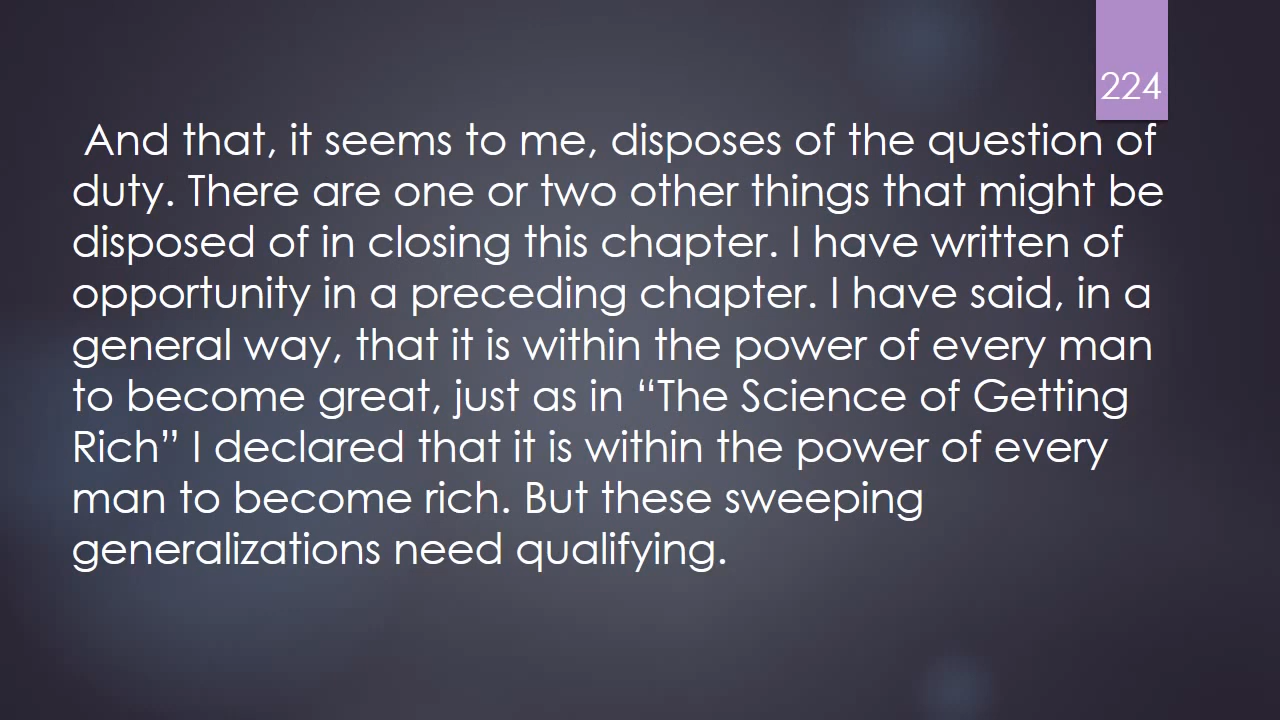 224
And that, it seems to me, disposes of the question of
duty. There are one or two other things that might be
disposed of in closing this chapter. I have written of
opportunity in a preceding chapter. I have said, in a
general way, that it is within the power of every man
to become great, just as in “The Science of Getting
Rich” I declared that it is within the power of every
man to become rich. But these sweeping
generalizations need qualifying.